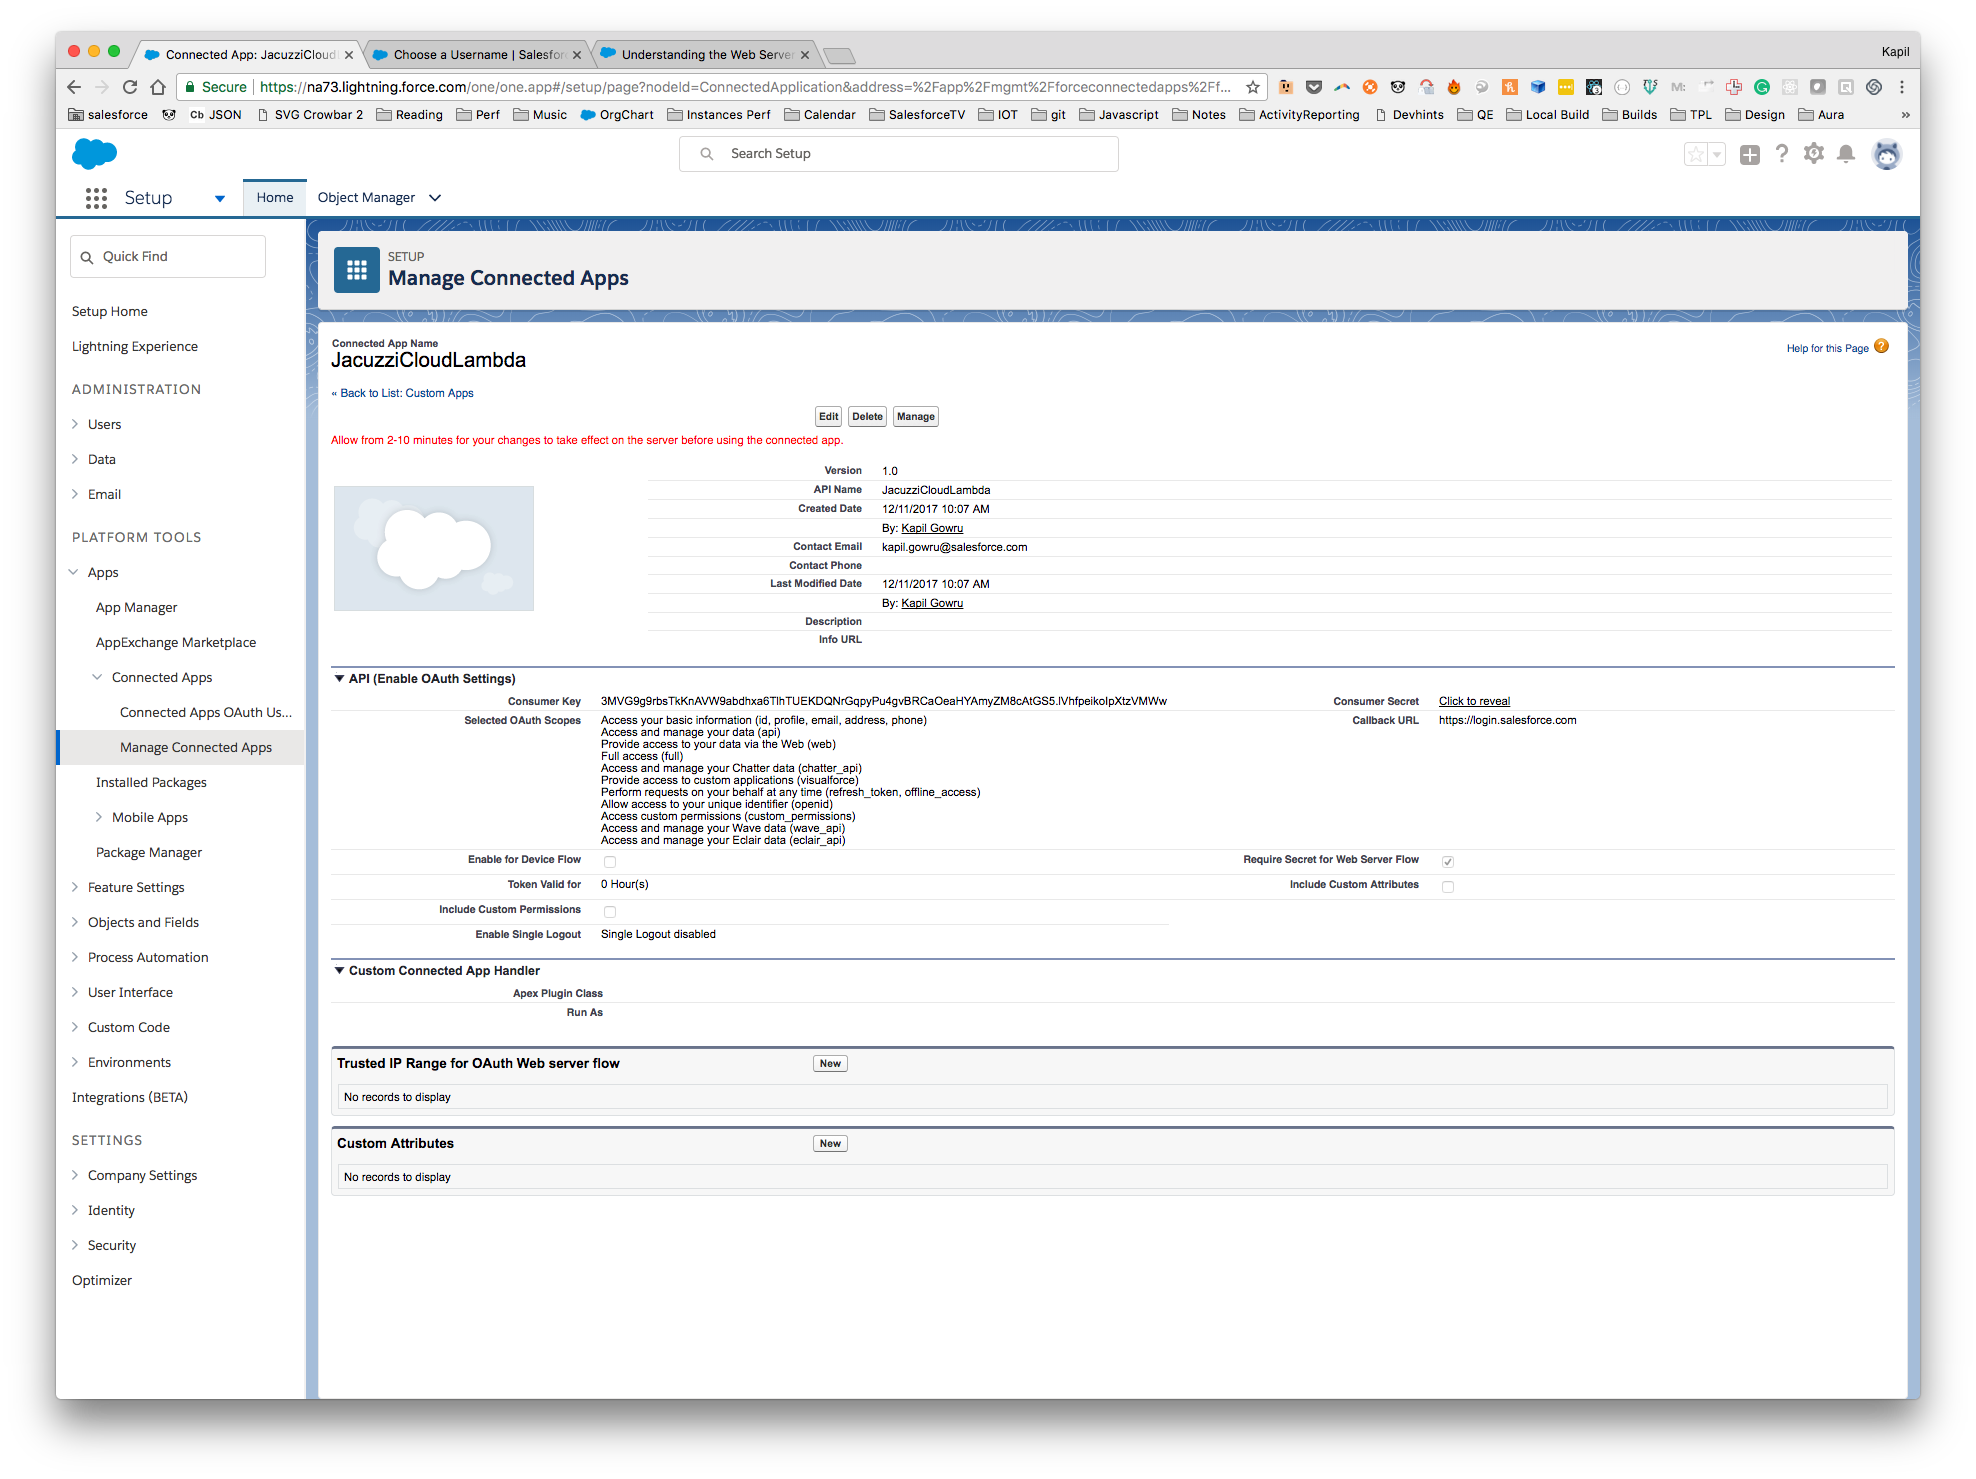 Connected App: JacuzziCloud
Choose a Username | Salesfor
Understanding the Web Server
Kapil
Secure
https://na73.lightning.force.com/one/one.app#/setup/page?nodeId=ConnectedApplication&address=%2Fapp%2Fmgmt%2Fforceconnectedapps%2Ff...
salesforce
Cb JSON
SVG Crowbar 2
Reading
Perf
Music
OrgChart
Instances Perf
Calendar
SalesforceTV
IOT
git
Javascript
Notes
ActivityReporting
Devhints
QE
Local Build
Builds
TPL
Design
Aura
»
Search Setup
Setup
Home
Object Manager
Quick Find
Setup Home
Lightning Experience
ADMINISTRATION
Users
Data
Email
PLATFORM TOOLS
Apps
App Manager
AppExchange Marketplace
Connected Apps
Connected Apps OAuth Us...
Manage Connected Apps
Installed Packages
Mobile Apps
Package Manager
Feature Settings
Objects and Fields
Process Automation
User Interface
Custom Code
Environments
Integrations (BETA)
SETTINGS
Company Settings
Identity
Security
Optimizer
SETUP
Manage Connected Apps
Connected App Name
JacuzziCloudLambda
Help for this Page ?
« Back to List: Custom Apps
Edit Delete Manage
Allow from 2-10 minutes for your changes to take effect on the server before using the connected app.
Version 1.0
API Name JacuzziCloudLambda
Created Date 12/11/2017 10:07 AM
By: Kapil Gowru
Contact Email kapil.gowru@salesforce.com
Contact Phone
Last Modified Date 12/11/2017 10:07 AM
By: Kapil Gowru
Description
Info URL
API (Enable OAuth Settings)
Consumer Key 3MVG9g9rbsTkKnAVW9abdhxa6TlhTUEKDQNrGqpyPu4gvBRCaOeaHYAmyZM8cAtGS5.lVhfpeikoIpXtzVMWw
Consumer Secret Click to reveal
Selected OAuth Scopes
Access your basic information (id, profile, email, address, phone)
Access and manage your data (api)
Provide access to your data via the Web (web)
Full access (full)
Access and manage your Chatter data (chatter_api)
Provide access to custom applications (visualforce)
Perform requests on your behalf at any time (refresh_token, offline_access)
Allow access to your unique identifier (openid)
Access custom permissions (custom_permissions)
Access and manage your Wave data (wave_api)
Access and manage your Eclair data (eclair_api)
Callback URL https://login.salesforce.com
Enable for Device Flow
Require Secret for Web Server Flow
Token Valid for 0 Hour(s)
Include Custom Attributes
Include Custom Permissions
Enable Single Logout Single Logout disabled
Custom Connected App Handler
Apex Plugin Class
Run As
Trusted IP Range for OAuth Web server flow New
No records to display
Custom Attributes New
No records to display